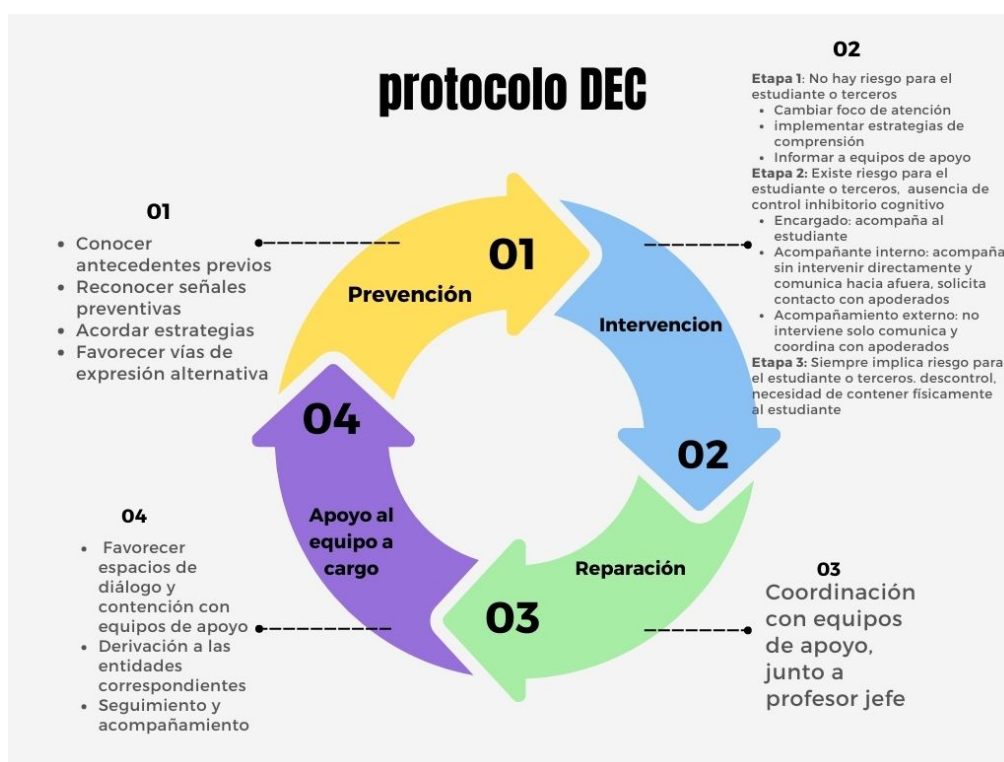 protocolo DEC
01
• Conocer
antecedentes previos
• Reconocer señales
preventivas
• Acordar estrategias
• Favorecer vías de
expresión alternativa
02
Etapa 1: No hay riesgo para el
estudiante o terceros
• Cambiar foco de atención
• implementar estrategias de
comprensión
• Informar a equipos de apoyo
Etapa 2: Existe riesgo para el
estudiante o terceros, ausencia de
control inhibitorio cognitivo
• Encargado: acompaña al
estudiante
• Acompañante interno: acompaña
sin intervenir directamente y
comunica hacia afuera, solicita
contacto con apoderados
• Acompañamiento externo: no
interviene solo comunica y
coordina con apoderados
Etapa 3: Siempre implica riesgo para
el estudiante o terceros. descontrol,
necesidad de contener físicamente
al estudiante
01
Prevención
Intervencion
02
Reparación
03
Apoyo al
equipo a
cargo
04
03
Coordinación
con equipos
de apoyo,
junto a
profesor jefe
04
• Favorecer
espacios de
diálogo y
contención con
equipos de apoyo
• Derivación a las
entidades
correspondientes
• Seguimiento y
acompañamiento